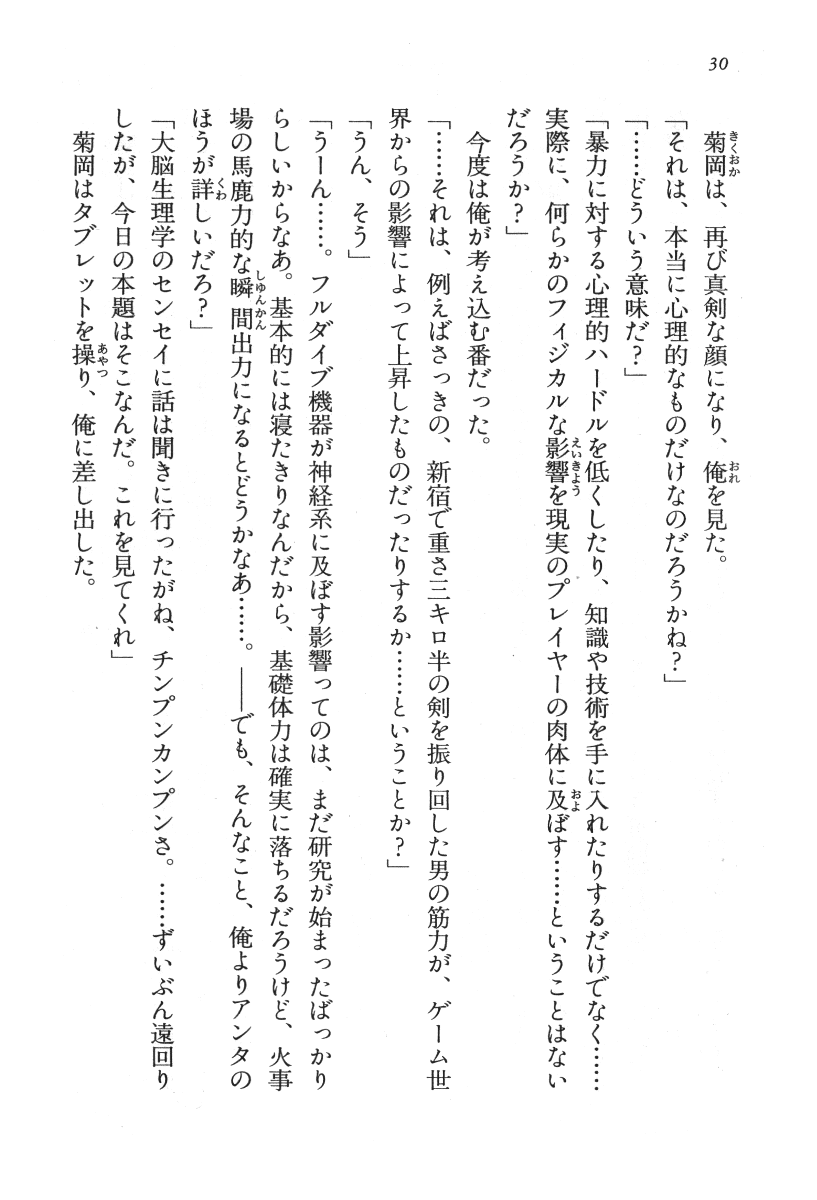 30
菊岡は、再び真剣な顔になり、俺を見た。
「それは、本当に心理的なものだけなのだろうかね？」
「……どういう意味だ？」
「暴力に対する心理的ハードルを低くしたり、知識や技術を手に入れたりするだけでなく……
実際に、何らかのフィジカルな影響を現実のプレイヤーの肉体に及ぼす……ということはない
だろうか？」
今度は俺が考え込む番だった。
「……それは、例えばさっきの、新宿で重さ三キロ半の剣を振り回した男の筋力が、ゲーム世
界からの影響によって上昇したものだったりするか……ということか？」
「うん、そう」
「うーん……。フルダイブ機器が神経系に及ぼす影響ってのは、まだ研究が始まったばっかり
らしいからなあ。基本的には寝たきりなんだから、基礎体力は確実に落ちるだろうけど、火事
場の馬鹿力的な瞬間出力になるとどうかなあ……。――でも、そんなこと、俺よりアンタの
ほうが詳しいだろ？」
「大脳生理学のセンセイに話は聞きに行ったがね、チンプンカンプンさ。……ずいぶん遠回り
したが、今日の本題はそこなんだ。これを見てくれ」
菊岡はタブレットを操り、俺に差し出した。